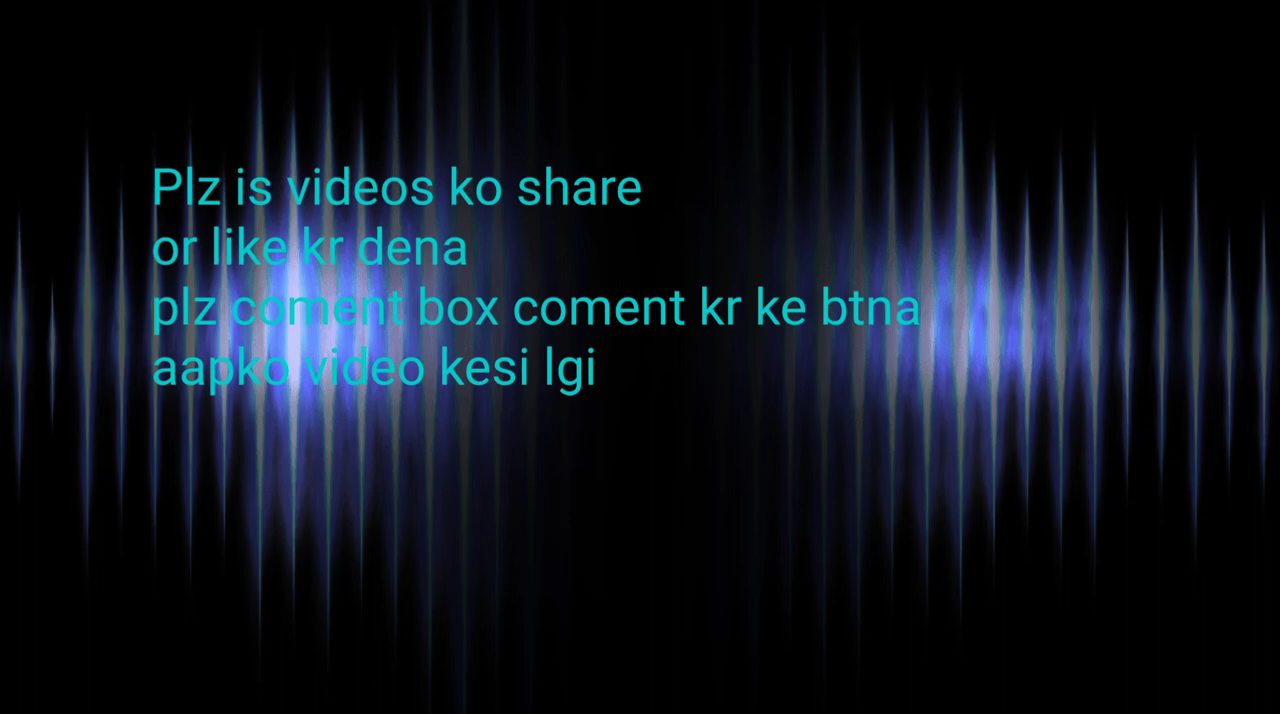 Plz is videos ko share
or like kr dena
plz coment box coment kr ke btna
aapko video kesi lgi